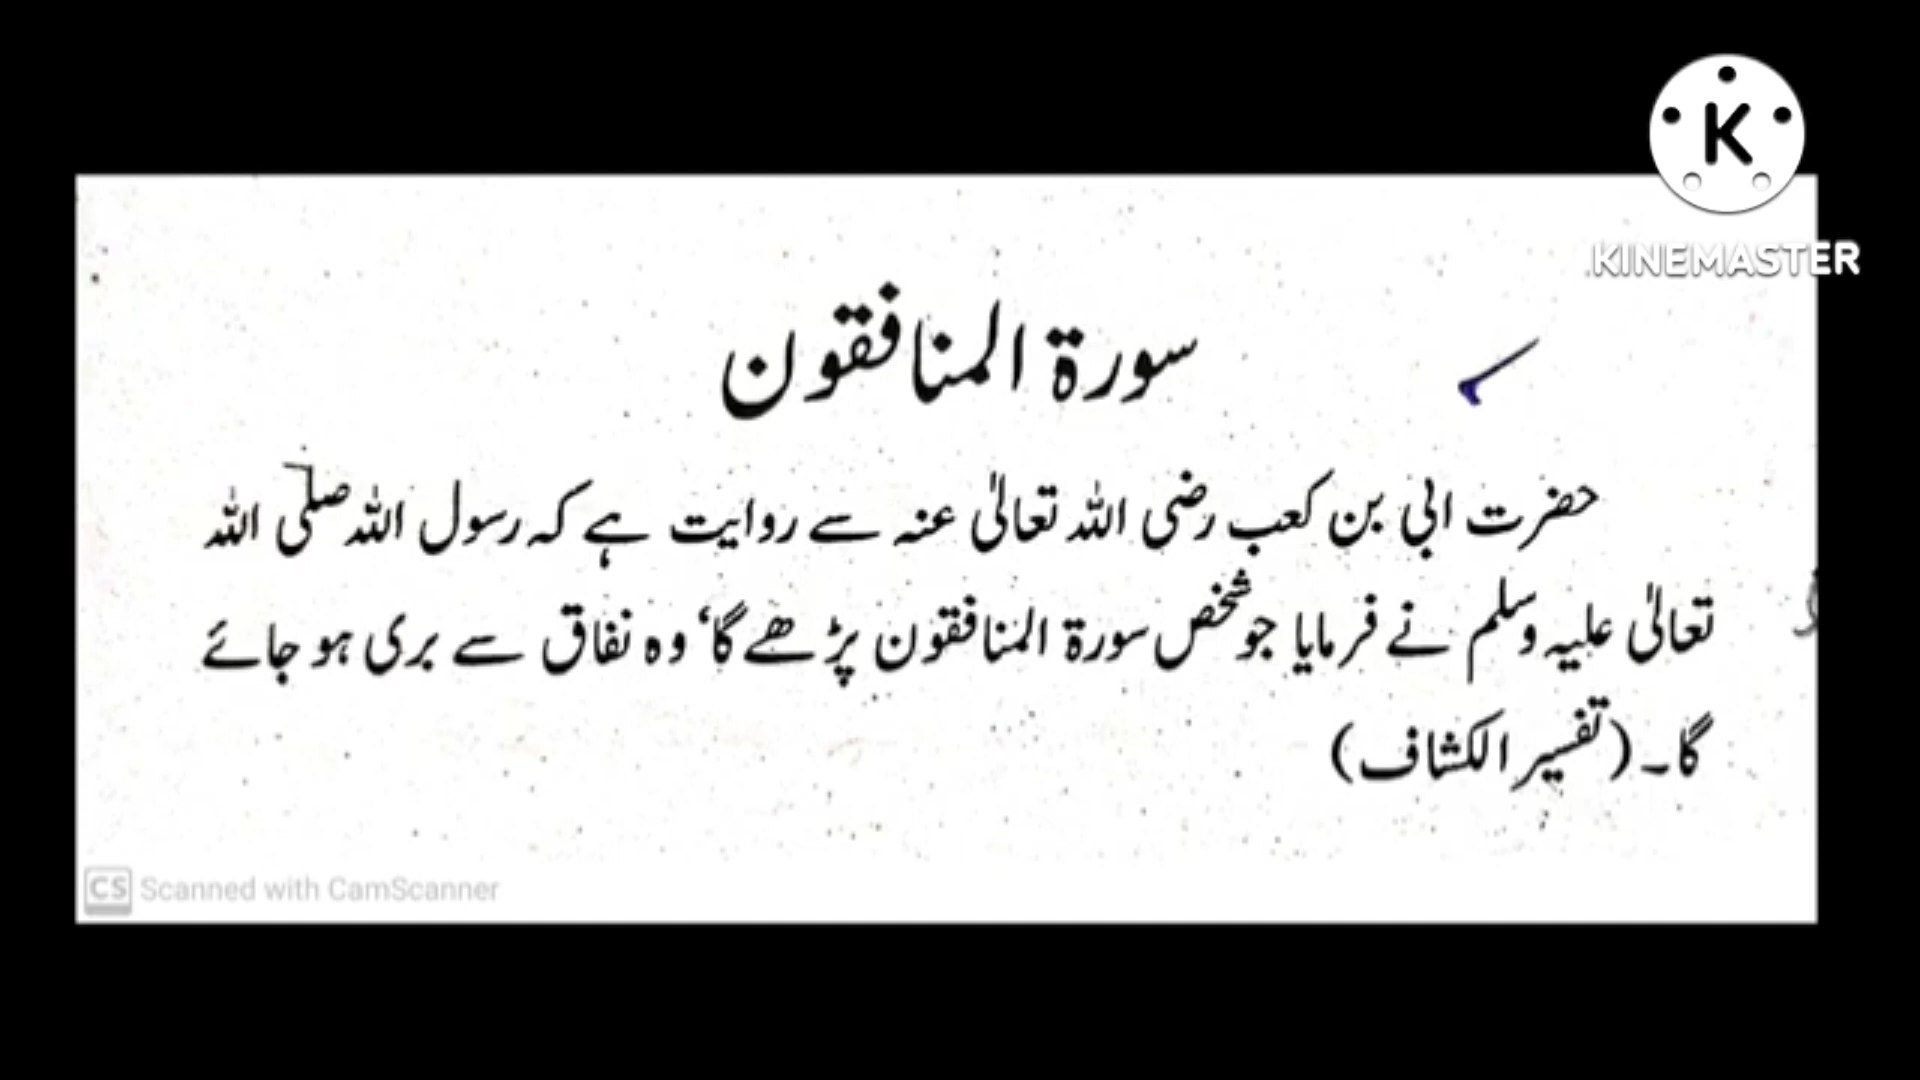 KINEMASTER
سورۃ المنافقون
حضرت ابی بن کعب رضی اللہ تعالیٰ عنہ سے روایت ہے کہ رسول اللہ صلی اللہ
تعالیٰ علیہ وسلم نے فرمایا جو شخص سورۃ المنافقون پڑھے گا‘ وہ نفاق سے بری ہو جائے
گا۔ (تفسیر الکشاف)
CS Scanned with CamScanner